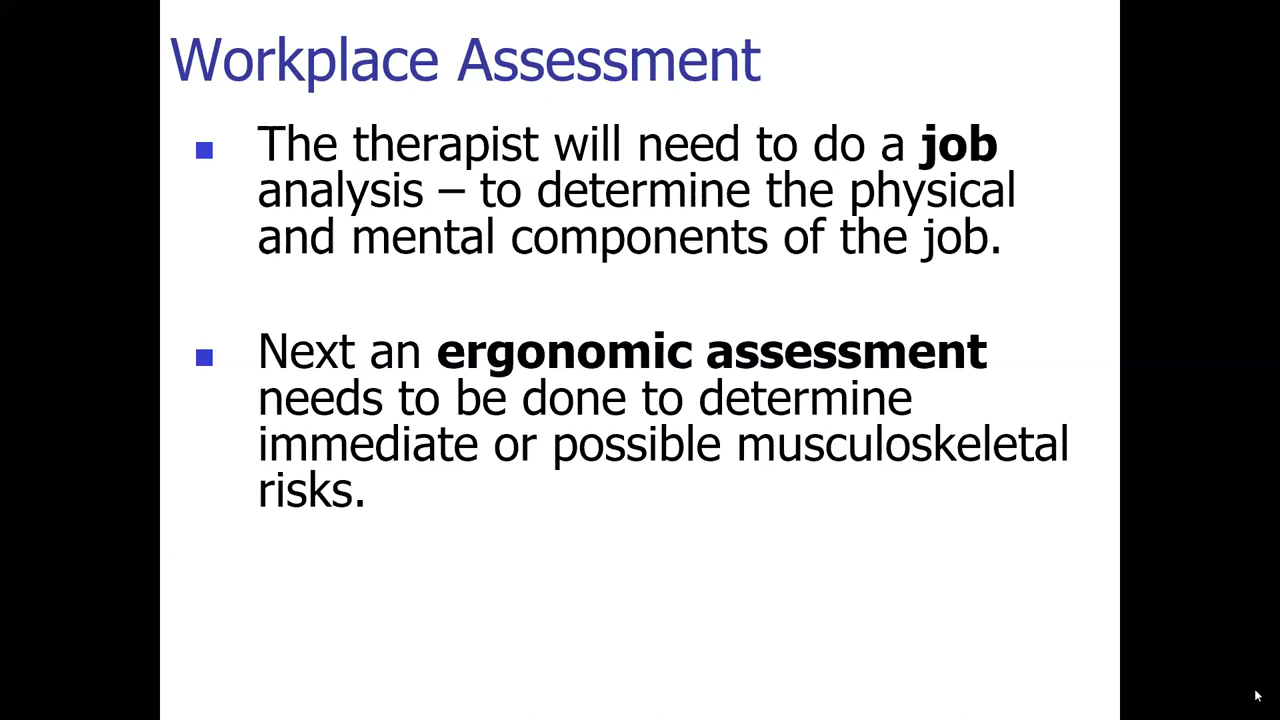 Workplace Assessment
The therapist will need to do a job
analysis – to determine the physical
and mental components of the job.
Next an ergonomic assessment
needs to be done to determine
immediate or possible musculoskeletal
risks.